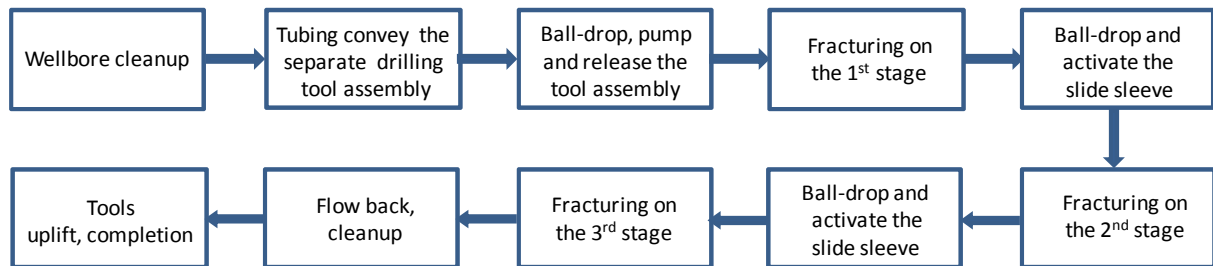 Wellbore cleanup
Tubing convey the
separate drilling
tool assembly
Ball-drop, pump
and release the
tool assembly
Fracturing on
the 1st stage
Ball-drop and
activate the
slide sleeve
Fracturing on
the 2nd stage
Ball-drop and
activate the
slide sleeve
Fracturing on
the 3rd stage
Flow back,
cleanup
Tools
uplift, completion